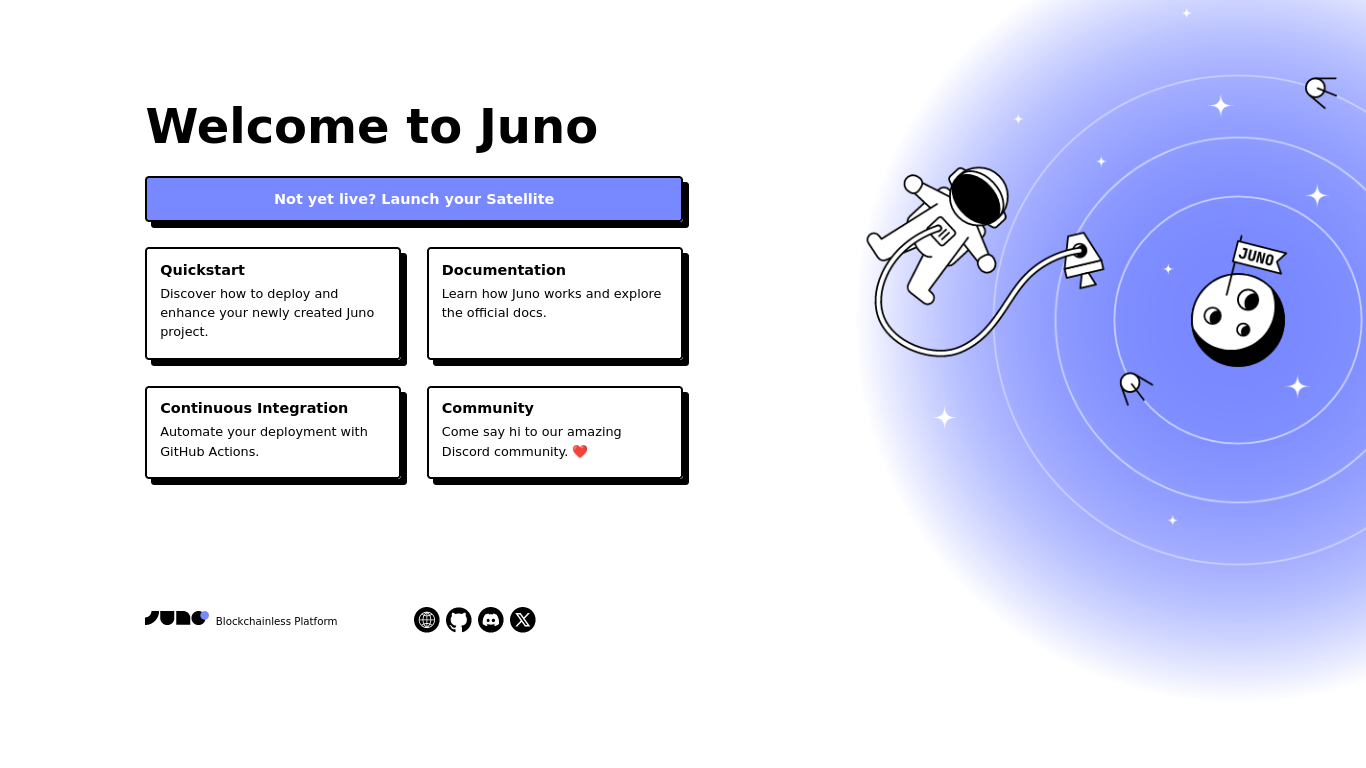 Welcome to Juno
Not yet live? Launch your Satellite
Quickstart
Discover how to deploy and
enhance your newly created Juno
project.
Documentation
Learn how Juno works and explore
the official docs.
Continuous Integration
Automate your deployment with
GitHub Actions.
Community
Come say hi to our amazing
Discord community. ❤️
JUNO
JUNO Blockchainless Platform